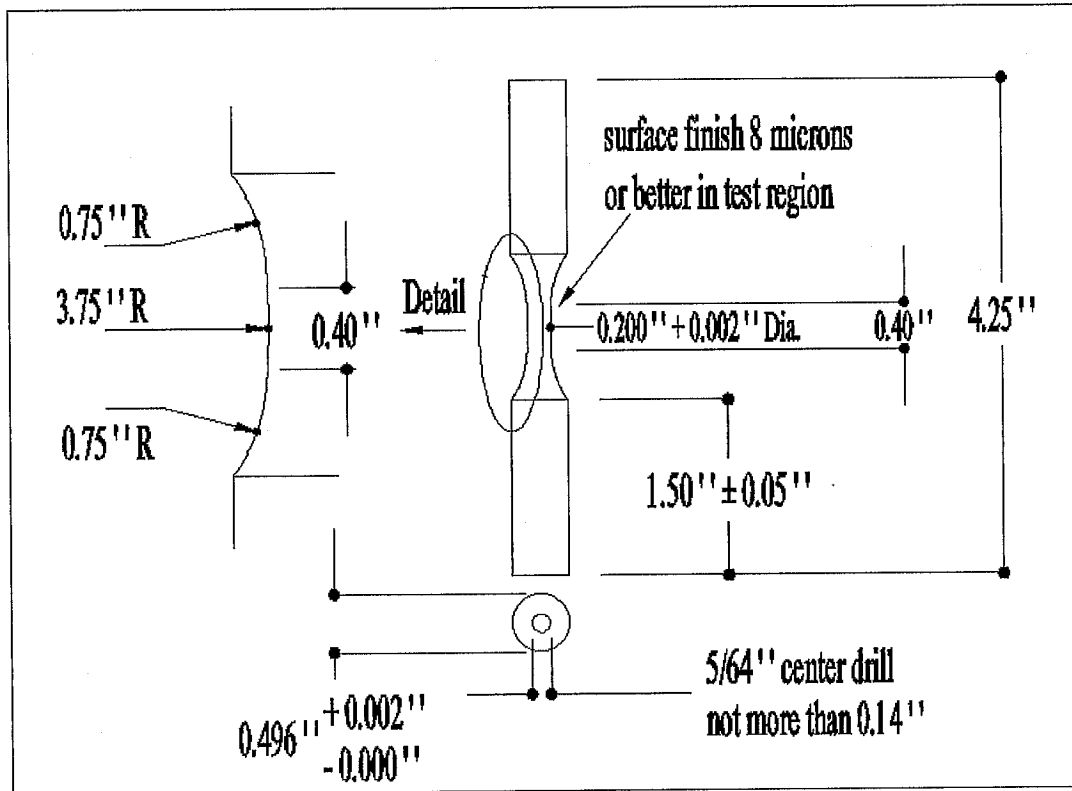 surface finish 8 microns
or better in test region
0.75'' R
3.75'' R
0.40''
Detail
0.200'' + 0.002'' Dia.
0.40''
4.25''
0.75'' R
1.50'' ± 0.05''
5/64'' center drill
not more than 0.14''
0.496'' + 0.002''
- 0.000''